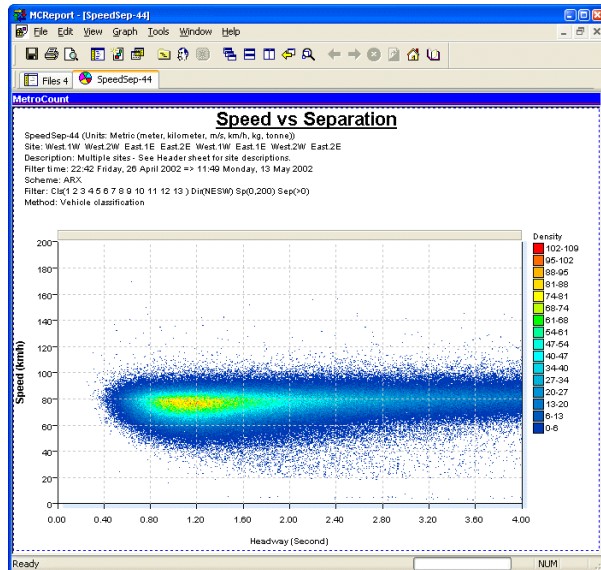 MCReport - [SpeedSep-44]
File Edit View Graph Tools Window Help
Files 4 SpeedSep-44
MetroCount
Speed vs Separation
SpeedSep-44 (Units: Metric (meter, kilometer, m/s, km/h, kg, tonne))
Site: West.1W West.2W East.1E East.2E West.1W East.1E West.2W East.2E
Description: Multiple sites - See Header sheet for site descriptions.
Filter time: 22:42 Friday, 26 April 2002 => 11:49 Monday, 13 May 2002
Scheme: ARX
Filter: Cls(1 2 3 4 5 6 7 8 9 10 11 12 13 ) Dir(NESW) Sp(0,200) Sep(>0)
Method: Vehicle classification
Speed (km/h)
200
180
160
140
120
100
80
60
40
20
0
0.00 0.40 0.80 1.20 1.60 2.00 2.40 2.80 3.20 3.60 4.00
Headway (Second)
Density
102-109
95-102
88-95
81-88
74-81
68-74
61-68
54-61
47-54
40-47
34-40
27-34
20-27
13-20
6-13
0-6
Ready NUM